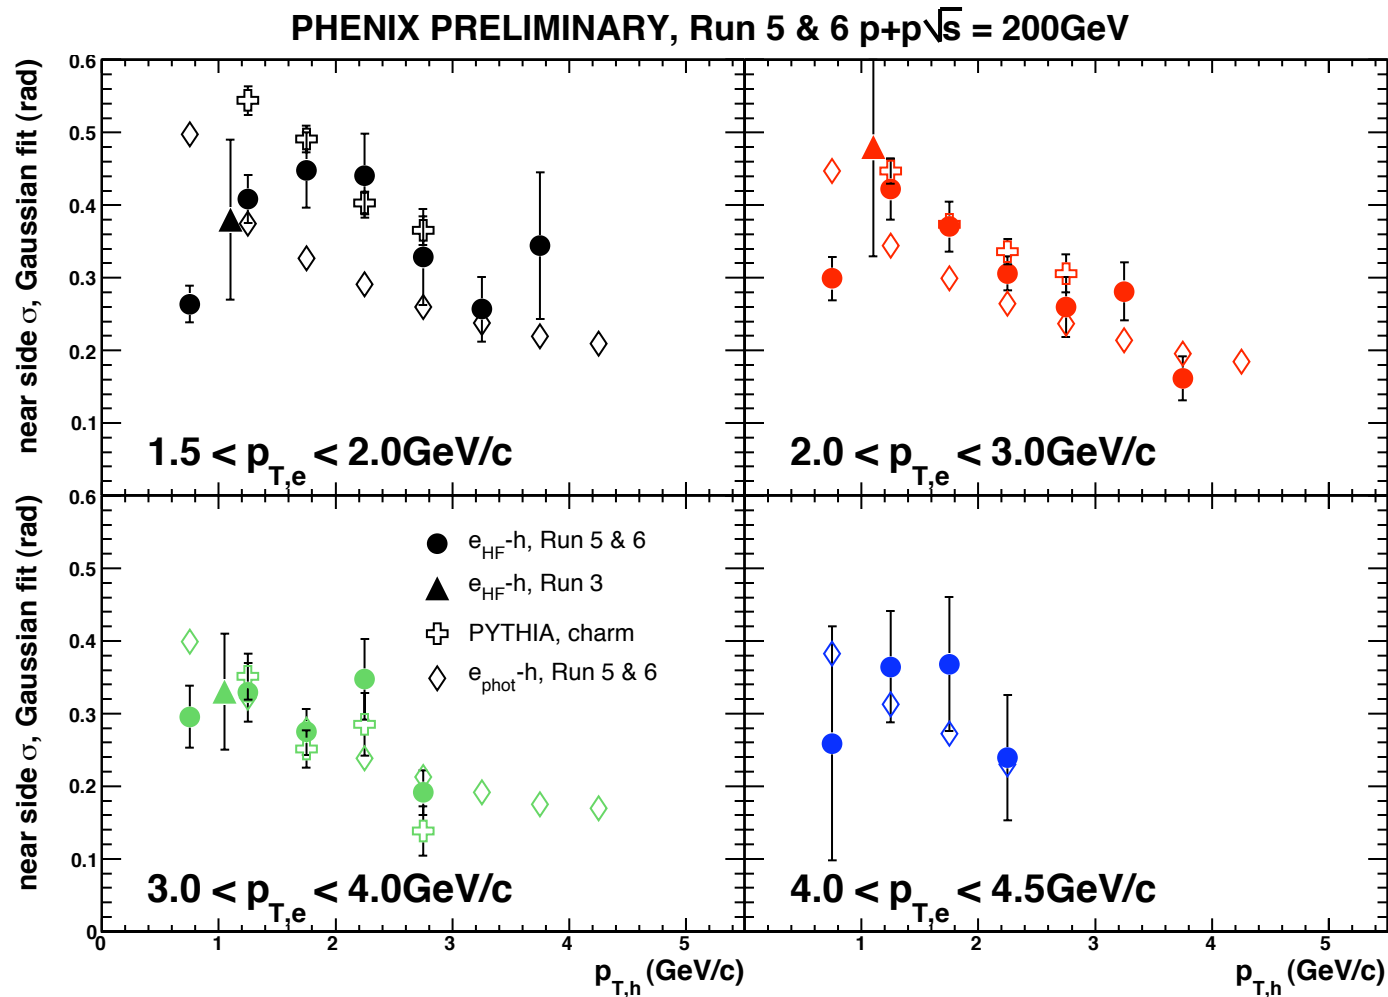 PHENIX PRELIMINARY, Run 5 & 6 p+p√s = 200GeV
near side σ, Gaussian fit (rad)
0.6
0.5
0.4
0.3
0.2
0.1
1.5 < pT,e < 2.0GeV/c
2.0 < pT,e < 3.0GeV/c
near side σ, Gaussian fit (rad)
0.6
0.5
0.4
0.3
0.2
0.1
0
eHF-h, Run 5 & 6
eHF-h, Run 3
PYTHIA, charm
ephot-h, Run 5 & 6
3.0 < pT,e < 4.0GeV/c
4.0 < pT,e < 4.5GeV/c
0 1 2 3 4 5
1 2 3 4 5
pT,h (GeV/c)
pT,h (GeV/c)